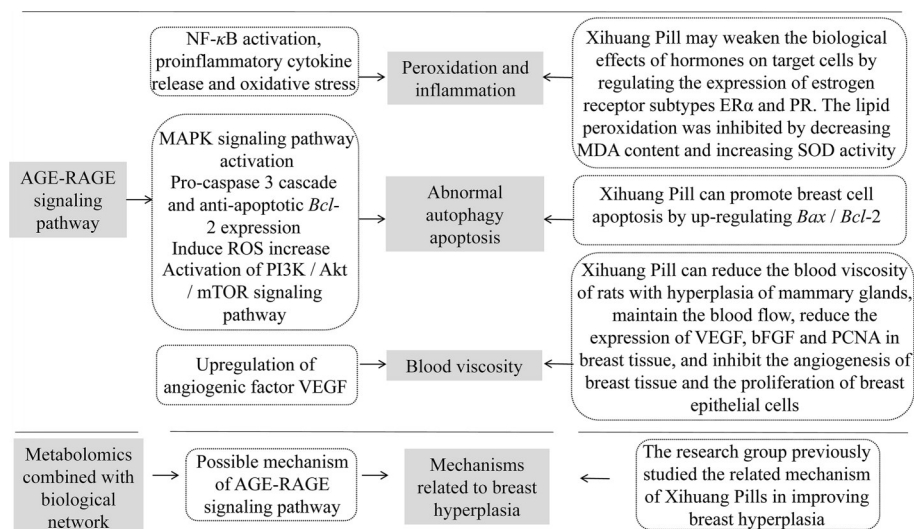 NF-κB activation,
proinflammatory cytokine
release and oxidative stress
Peroxidation and
inflammation
Xihuang Pill may weaken the biological
effects of hormones on target cells by
regulating the expression of estrogen
receptor subtypes ERα and PR. The lipid
peroxidation was inhibited by decreasing
MDA content and increasing SOD activity
AGE-RAGE
signaling
pathway
MAPK signaling pathway
activation
Pro-caspase 3 cascade
and anti-apoptotic Bcl-
2 expression
Induce ROS increase
Activation of PI3K / Akt
/ mTOR signaling
pathway
Abnormal
autophagy
apoptosis
Xihuang Pill can promote breast cell
apoptosis by up-regulating Bax / Bcl-2
Upregulation of
angiogenic factor VEGF
Blood viscosity
Xihuang Pill can reduce the blood viscosity
of rats with hyperplasia of mammary glands,
maintain the blood flow, reduce the
expression of VEGF, bFGF and PCNA in
breast tissue, and inhibit the angiogenesis of
breast tissue and the proliferation of breast
epithelial cells
Metabolomics
combined with
biological
network
Possible mechanism
of AGE-RAGE
signaling pathway
Mechanisms
related to breast
hyperplasia
The research group previously
studied the related mechanism
of Xihuang Pills in improving
breast hyperplasia